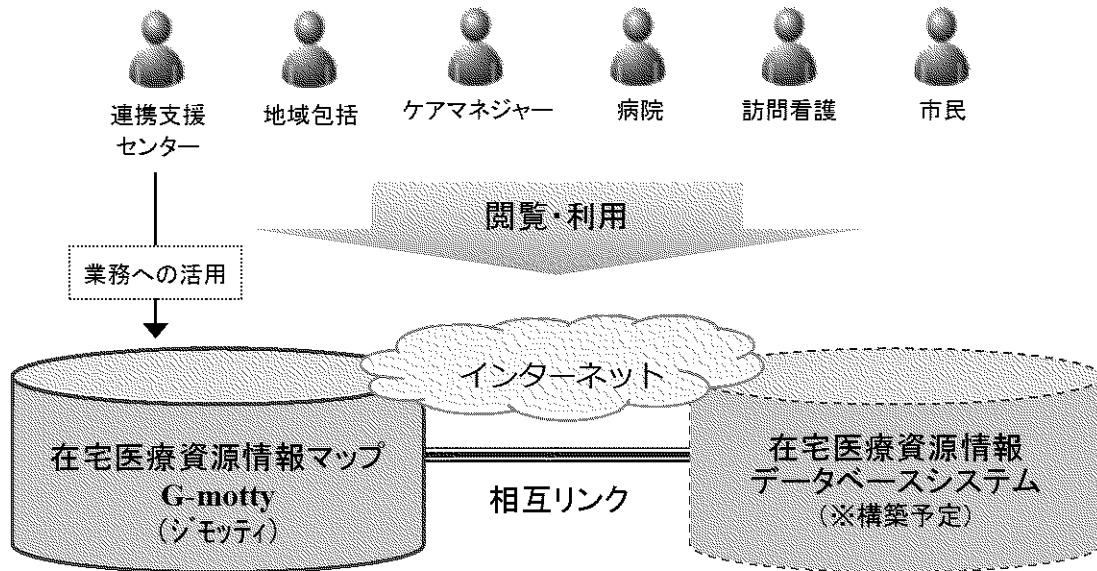 連携支援
センター
地域包括
ケアマネジャー
病院
訪問看護
市民
閲覧・利用
業務への活用
インターネット
在宅医療資源情報マップ
G-motty
(ジモッティ)
相互リンク
在宅医療資源情報
データベースシステム
(※構築予定)